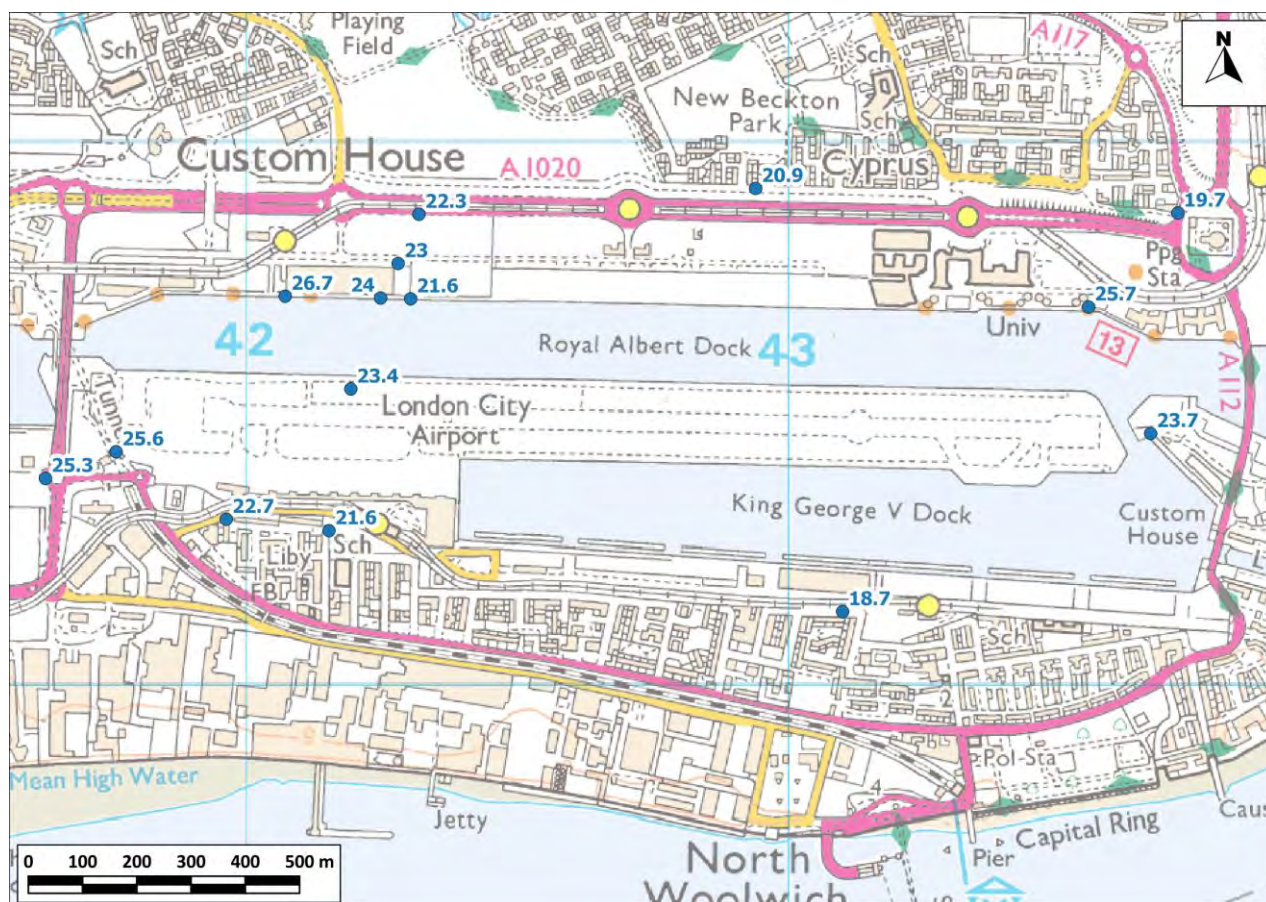 Playing
Field
Sch
A117
N
Sch
New Beckton
Park
Sch
Custom House
A1020
20.9
Cyprus
22.3
19.7
23
Ppg
Sta
26.7
24
21.6
25.7
Univ
42
Royal Albert Dock
43
13
A112
Tunnel
23.4
London City
Airport
25.6
23.7
25.3
King George V Dock
Custom
House
22.7
21.6
Sch
Liby
FB
18.7
Sch
2
Pol Sta
Mean High Water
4
Jetty
Caus
Capital Ring
North
Woolwich
Pier
0 100 200 300 400 500 m